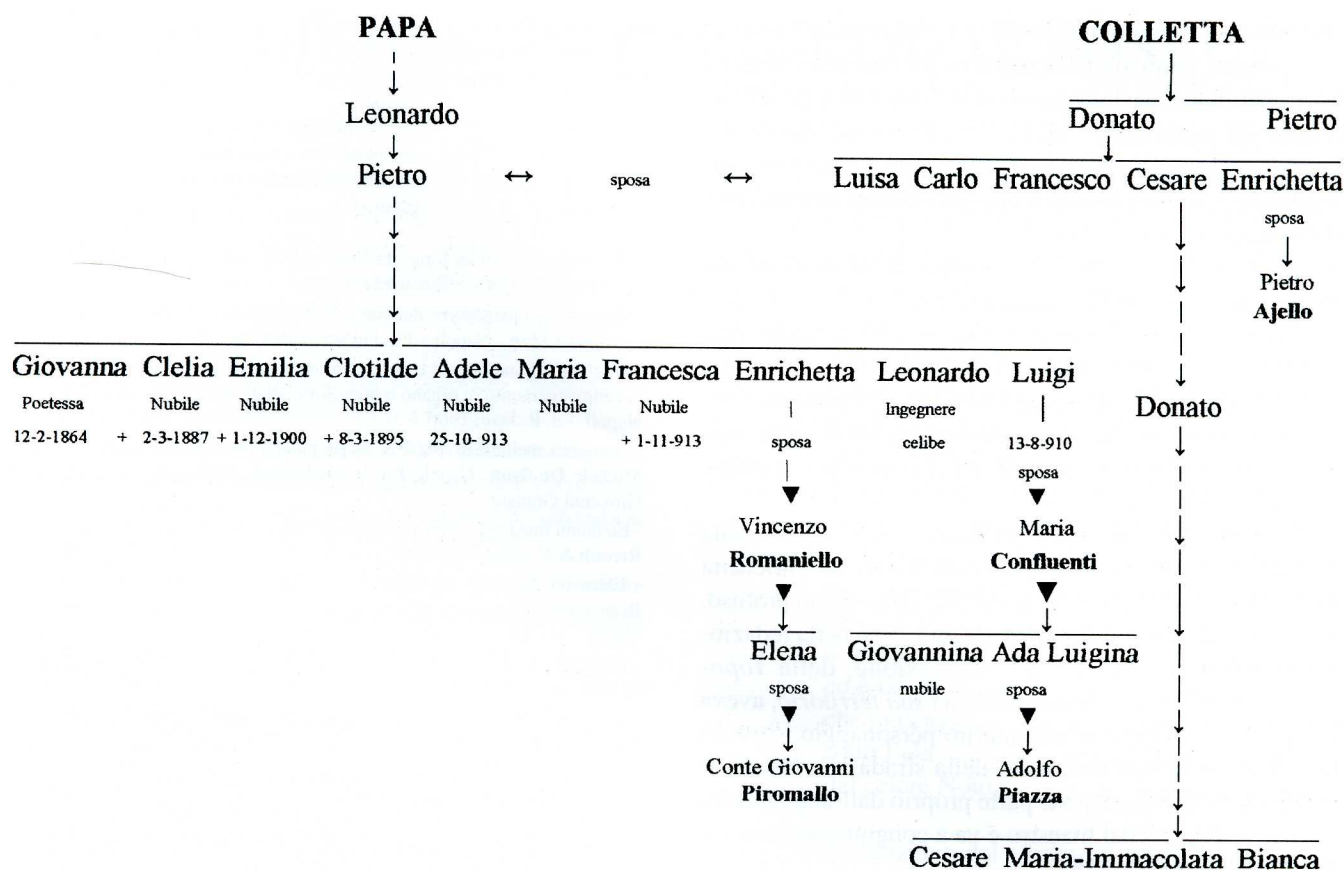 PAPA COLLETTA
Leonardo Donato Pietro
Pietro sposa Luisa Carlo Francesco Cesare Enrichetta
sposa
Pietro
Ajello
Giovanna Clelia Emilia Clotilde Adele Maria Francesca Enrichetta Leonardo Luigi
Poetessa Nubile Nubile Nubile Nubile Nubile Nubile Ingegnere Donato
12-2-1864 + 2-3-1887 + 1-12-1900 + 8-3-1895 25-10- 913 + 1-11-913 sposa celibe 13-8-910
sposa
Vincenzo Maria
Romaniello Confluenti
Elena Giovannina Ada Luigina
sposa nubile sposa
Conte Giovanni Adolfo
Piromallo Piazza
Cesare Maria-Immacolata Bianca